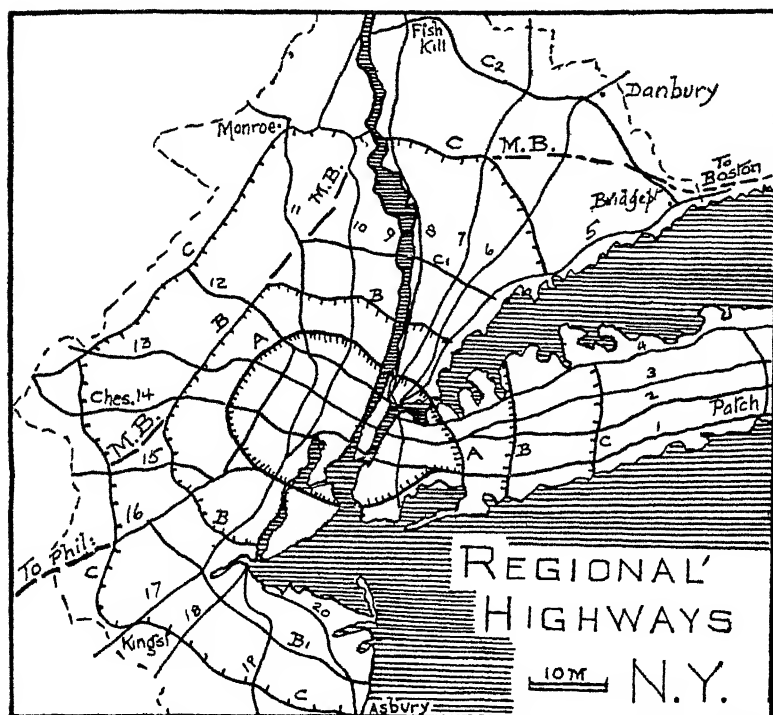 Fish
Kill
C2
Danbury
Monroe
C
M.B.
To
Boston
M.B.
11
Bridgep't
10
9
8
7
6
5
C
C1
12
B
B
A
13
4
3
2
Ches.
14
Patch
1
M.B.
A
B
C
15
16
B
To Phil:
C
REGIONAL
HIGHWAYS
N.Y.
10M
17
18
20
Kingst
B1
19
C
Asbury